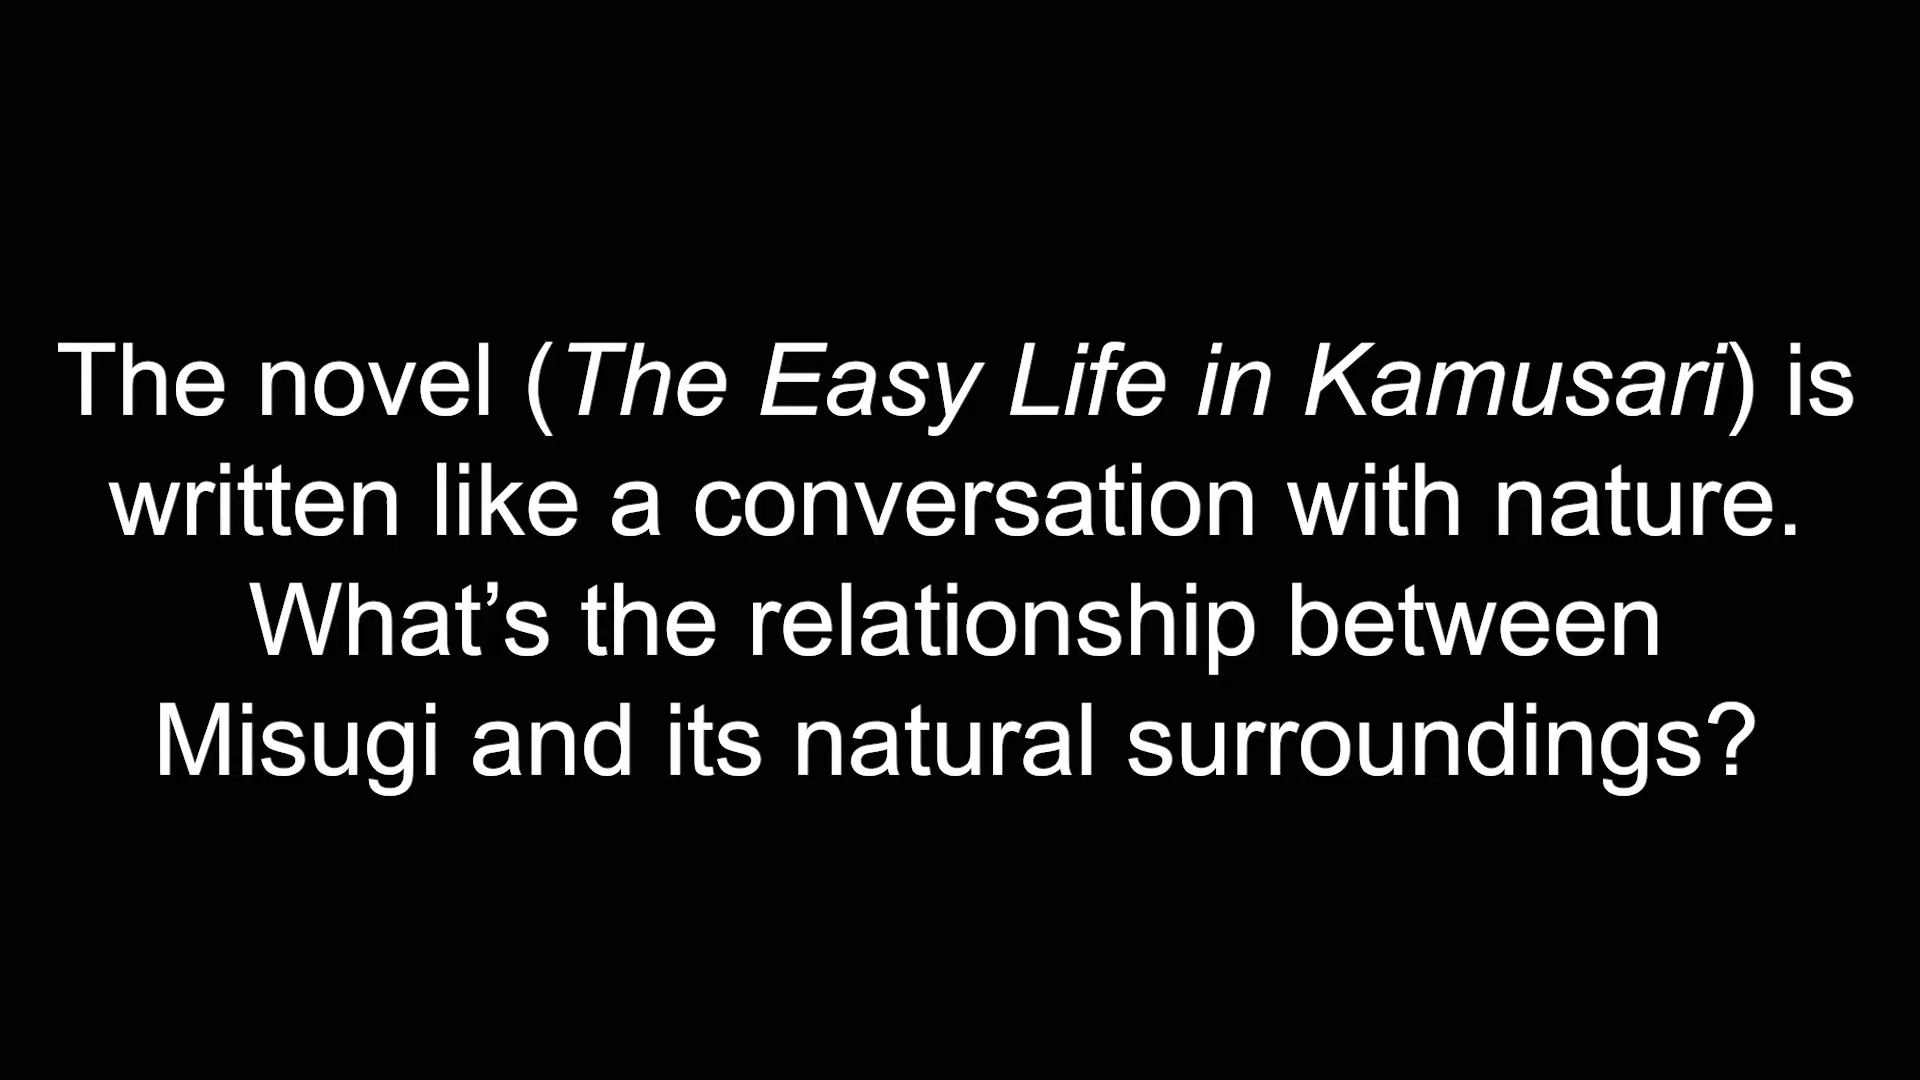 The novel (The Easy Life in Kamusari) is
written like a conversation with nature.
What’s the relationship between
Misugi and its natural surroundings?